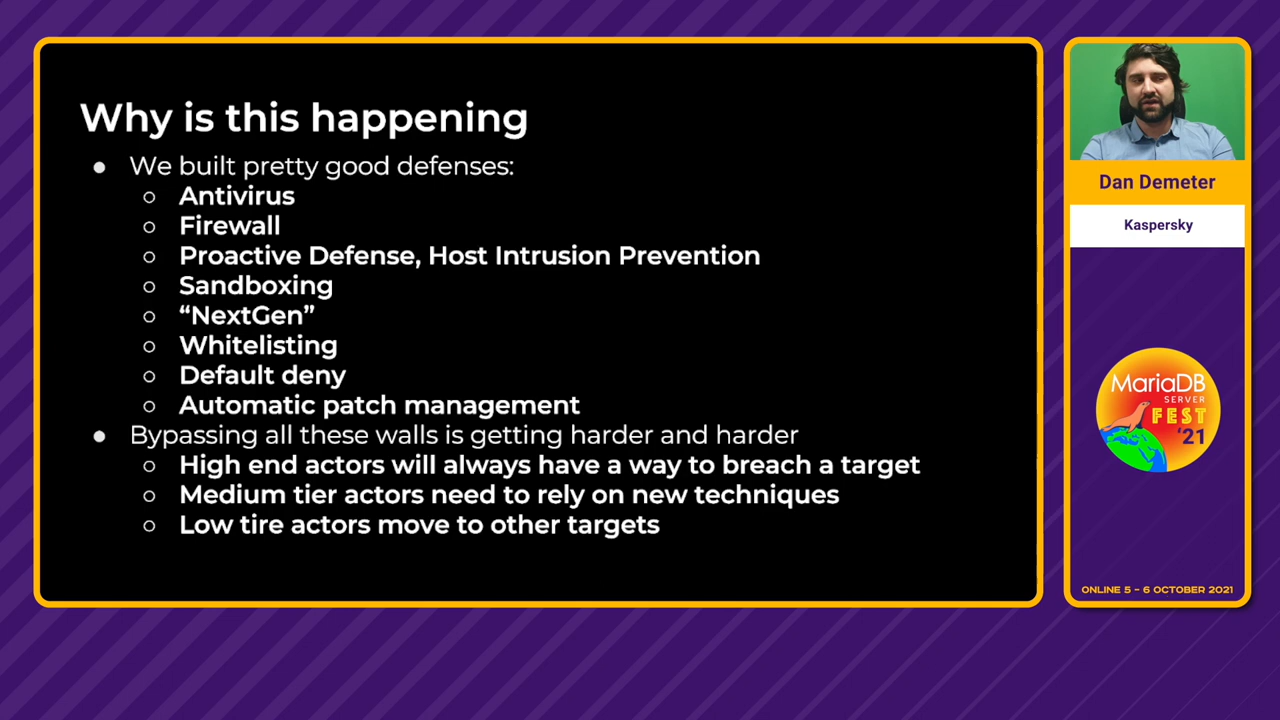 Why is this happening
● We built pretty good defenses:
○ Antivirus
○ Firewall
○ Proactive Defense, Host Intrusion Prevention
○ Sandboxing
○ “NextGen”
○ Whitelisting
○ Default deny
○ Automatic patch management
● Bypassing all these walls is getting harder and harder
○ High end actors will always have a way to breach a target
○ Medium tier actors need to rely on new techniques
○ Low tire actors move to other targets
Dan Demeter
Kaspersky
MariaDB
SERVER
FEST
'21
ONLINE 5 - 6 OCTOBER 2021